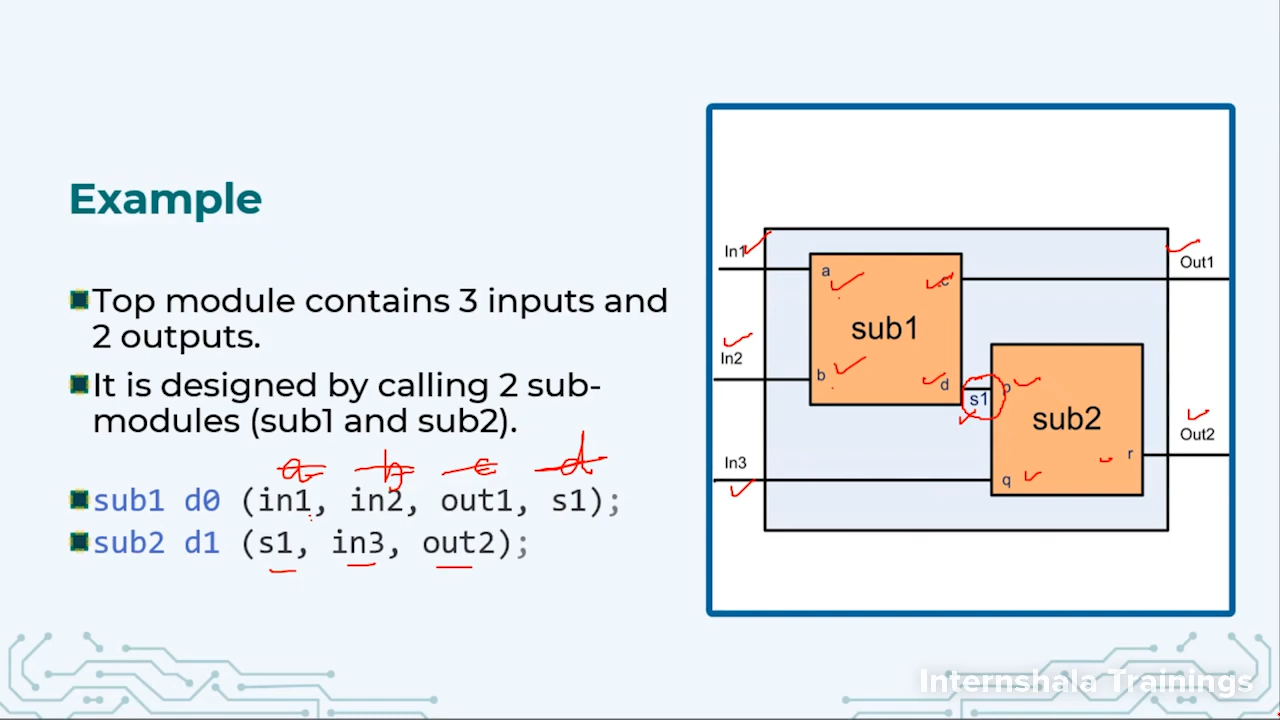 Example
Top module contains 3 inputs and
2 outputs.
It is designed by calling 2 sub-
modules (sub1 and sub2).
a b c d
sub1 d0 (in1, in2, out1, s1);
sub2 d1 (s1, in3, out2);
In1
Out1
a
c
sub1
In2
b
d
s1
p
sub2
Out2
In3
q
r
Internshala Trainings